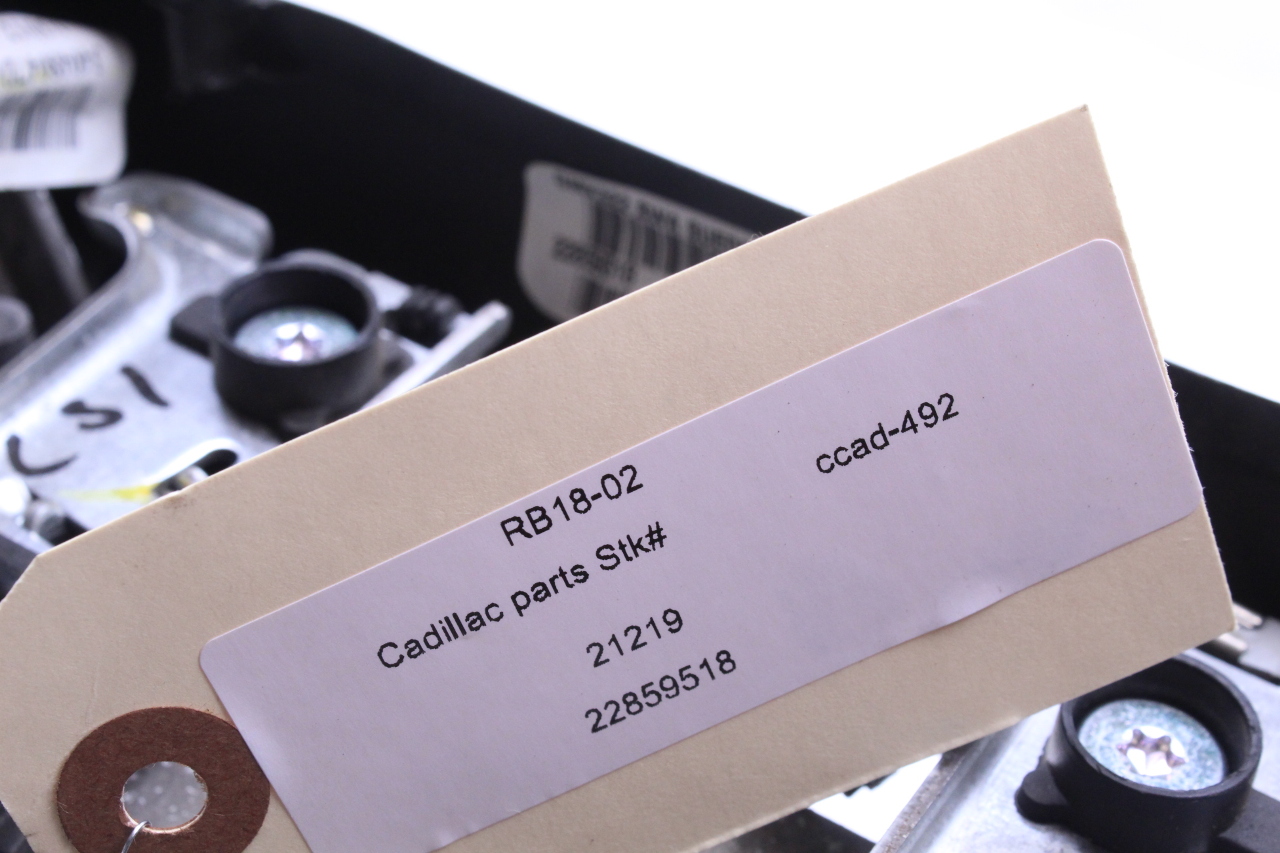 RB18-02
ccad-492
Cadillac parts Stk#
21219
22859518